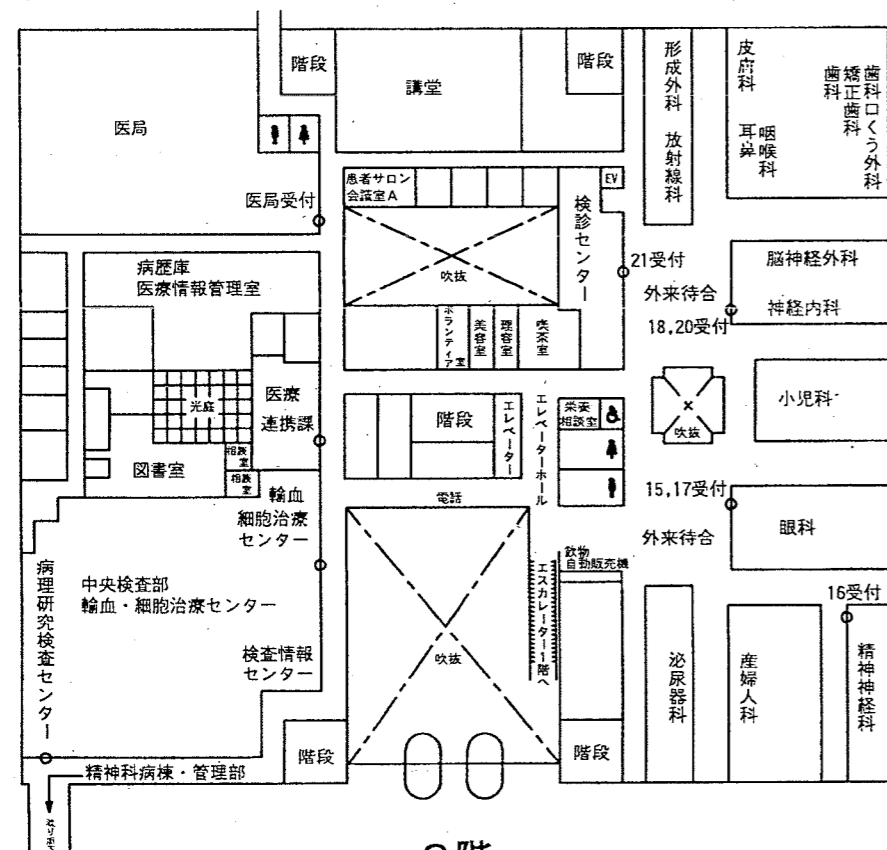 階段
階段
講堂
医局
形成外科 放射線科
皮膚科
耳鼻
咽喉科
歯科口くう外科
矯正歯科
歯科
医局受付
患者サロン
会議室A
EV
検診センター
吹抜
21受付
外来待合
18,20受付
脳神経外科
神経内科
病歴庫
医療情報管理室
ボランティア室
美容室
理容室
喫茶室
光庭
医療
連携課
階段
エレベーター
エレベーターホール
栄養
相談室
吹抜
小児科
図書室
相談室
相談室
輸血
細胞治療
センター
電話
15,17受付
外来待合
眼科
飲物
自動販売機
エスカレーター1階へ
病理研究検査センター
中央検査部
輸血・細胞治療センター
検査情報
センター
吹抜
16受付
泌尿器科
産婦人科
精神神経科
階段
階段
精神科病棟・管理部
階